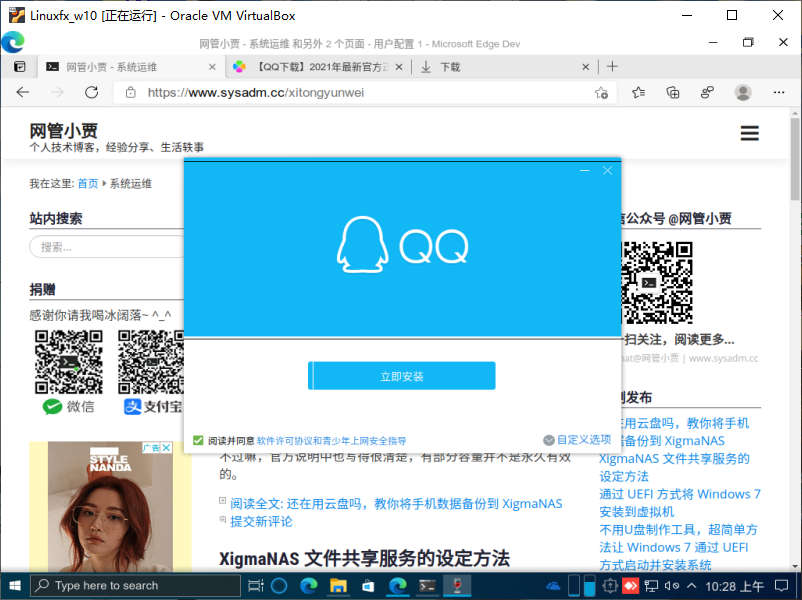 Linuxfx_w10 [正在运行] - Oracle VM VirtualBox
网管小贾 - 系统运维 和另外 2 个页面 - 用户配置 1 - Microsoft Edge Dev
网管小贾 - 系统运维
【QQ下载】2021年最新官方
下载
https://www.sysadm.cc/xitongyunwei
网管小贾
个人技术博客，经验分享、生活轶事
我在这里: 首页 系统运维
站内搜索
搜索...
捐赠
感谢你请我喝冰阔落~ ^_^
微信
支付宝
广告
STYLE
NANDA
QQ
立即安装
阅读并同意 软件许可协议和青少年上网安全指导
自定义选项
不过嘛，官方说明中也写得很清楚，有部分容量并不是永久有效
的。
阅读全文: 还在用云盘吗，教你将手机数据备份到 XigmaNAS
提交新评论
XigmaNAS 文件共享服务的设定方法
公众号 @网管小贾
扫关注，阅读更多...
@网管小贾 | www.sysadm.cc
发布
在用云盘吗，教你将手机
据备份到 XigmaNAS
XigmaNAS 文件共享服务的
设定方法
通过 UEFI 方式将 Windows 7
安装到虚拟机
不用U盘制作工具，超简单方
法让 Windows 7 通过 UEFI
方式启动并安装系统
Type here to search
10:28 上午